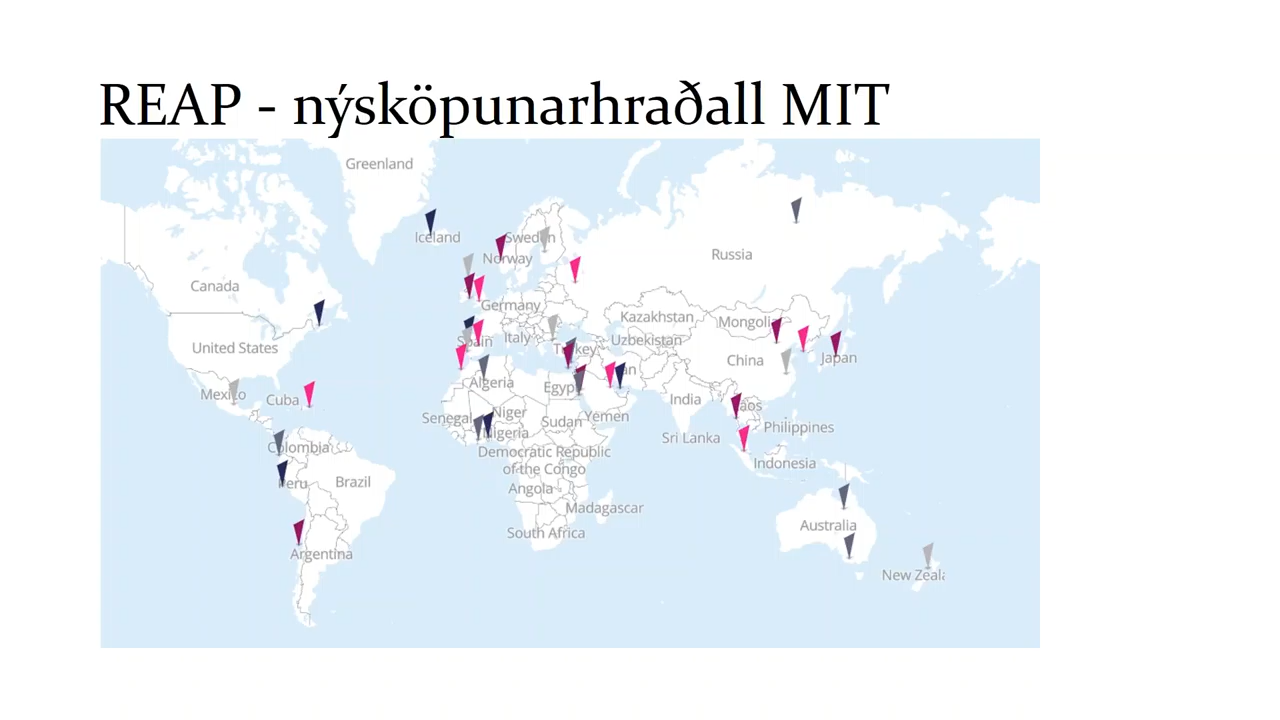 REAP - nýsköpunarhraðall MIT
Greenland
Iceland
Sweden
Norway
Russia
Canada
Germany
Kazakhstan
Mongolia
United States
Spain
Italy
Turkey
Uzbekistan
China
Japan
Mexico
Cuba
Algeria
Egypt
India
Laos
Senegal
Niger
Sudan
Yemen
Nigeria
Philippines
Sri Lanka
Colombia
Democratic Republic
of the Congo
Indonesia
Peru
Brazil
Angola
Madagascar
South Africa
Australia
Argentina
New Zeal